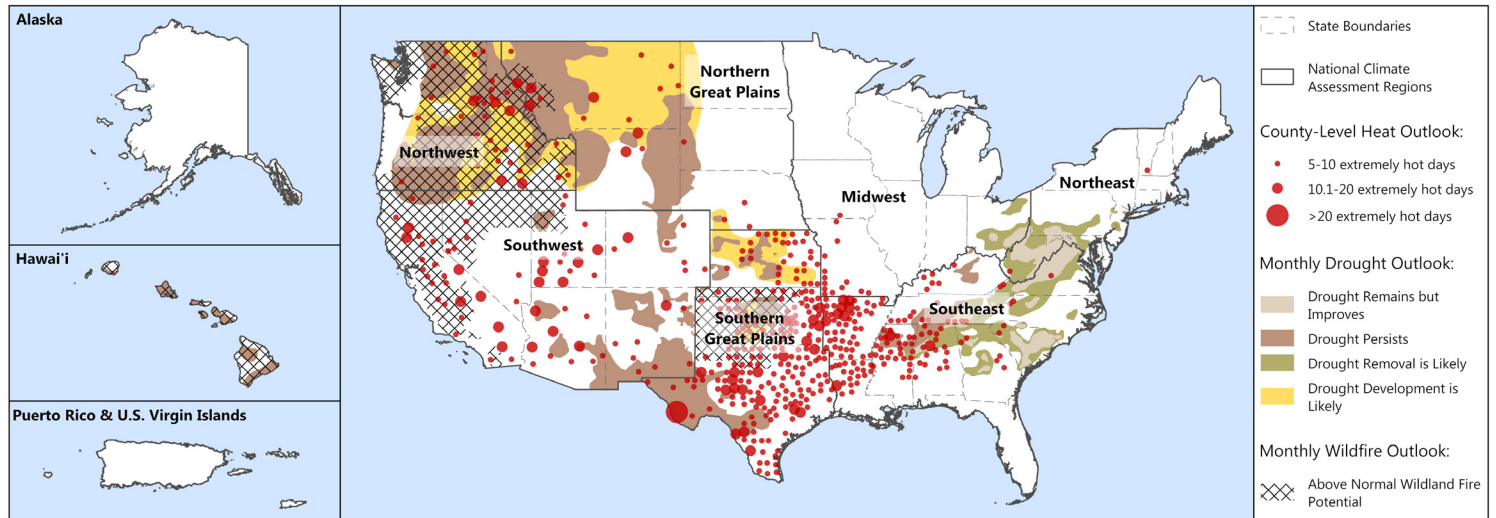 Alaska
Hawai'i
Puerto Rico & U.S. Virgin Islands
Northern
Great Plains
Northwest
Midwest
Northeast
Southwest
Southern
Great Plains
Southeast
State Boundaries
National Climate
Assessment Regions
County-Level Heat Outlook:
5-10 extremely hot days
10.1-20 extremely hot days
>20 extremely hot days
Monthly Drought Outlook:
Drought Remains but
Improves
Drought Persists
Drought Removal is Likely
Drought Development is
Likely
Monthly Wildfire Outlook:
Above Normal Wildland Fire
Potential